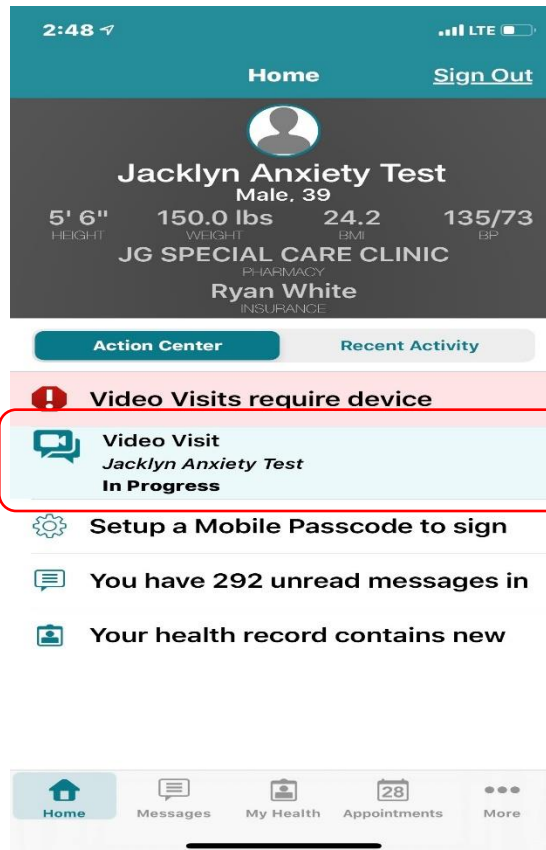 2:48 LTE
Home Sign Out
Jacklyn Anxiety Test
Male, 39
5' 6" 150.0 lbs 24.2 135/73
HEIGHT WEIGHT BMI BP
JG SPECIAL CARE CLINIC
PHARMACY
Ryan White
INSURANCE
Action Center Recent Activity
Video Visits require device
Video Visit
Jacklyn Anxiety Test
In Progress
Setup a Mobile Passcode to sign
You have 292 unread messages in
Your health record contains new
28
Home Messages My Health Appointments More